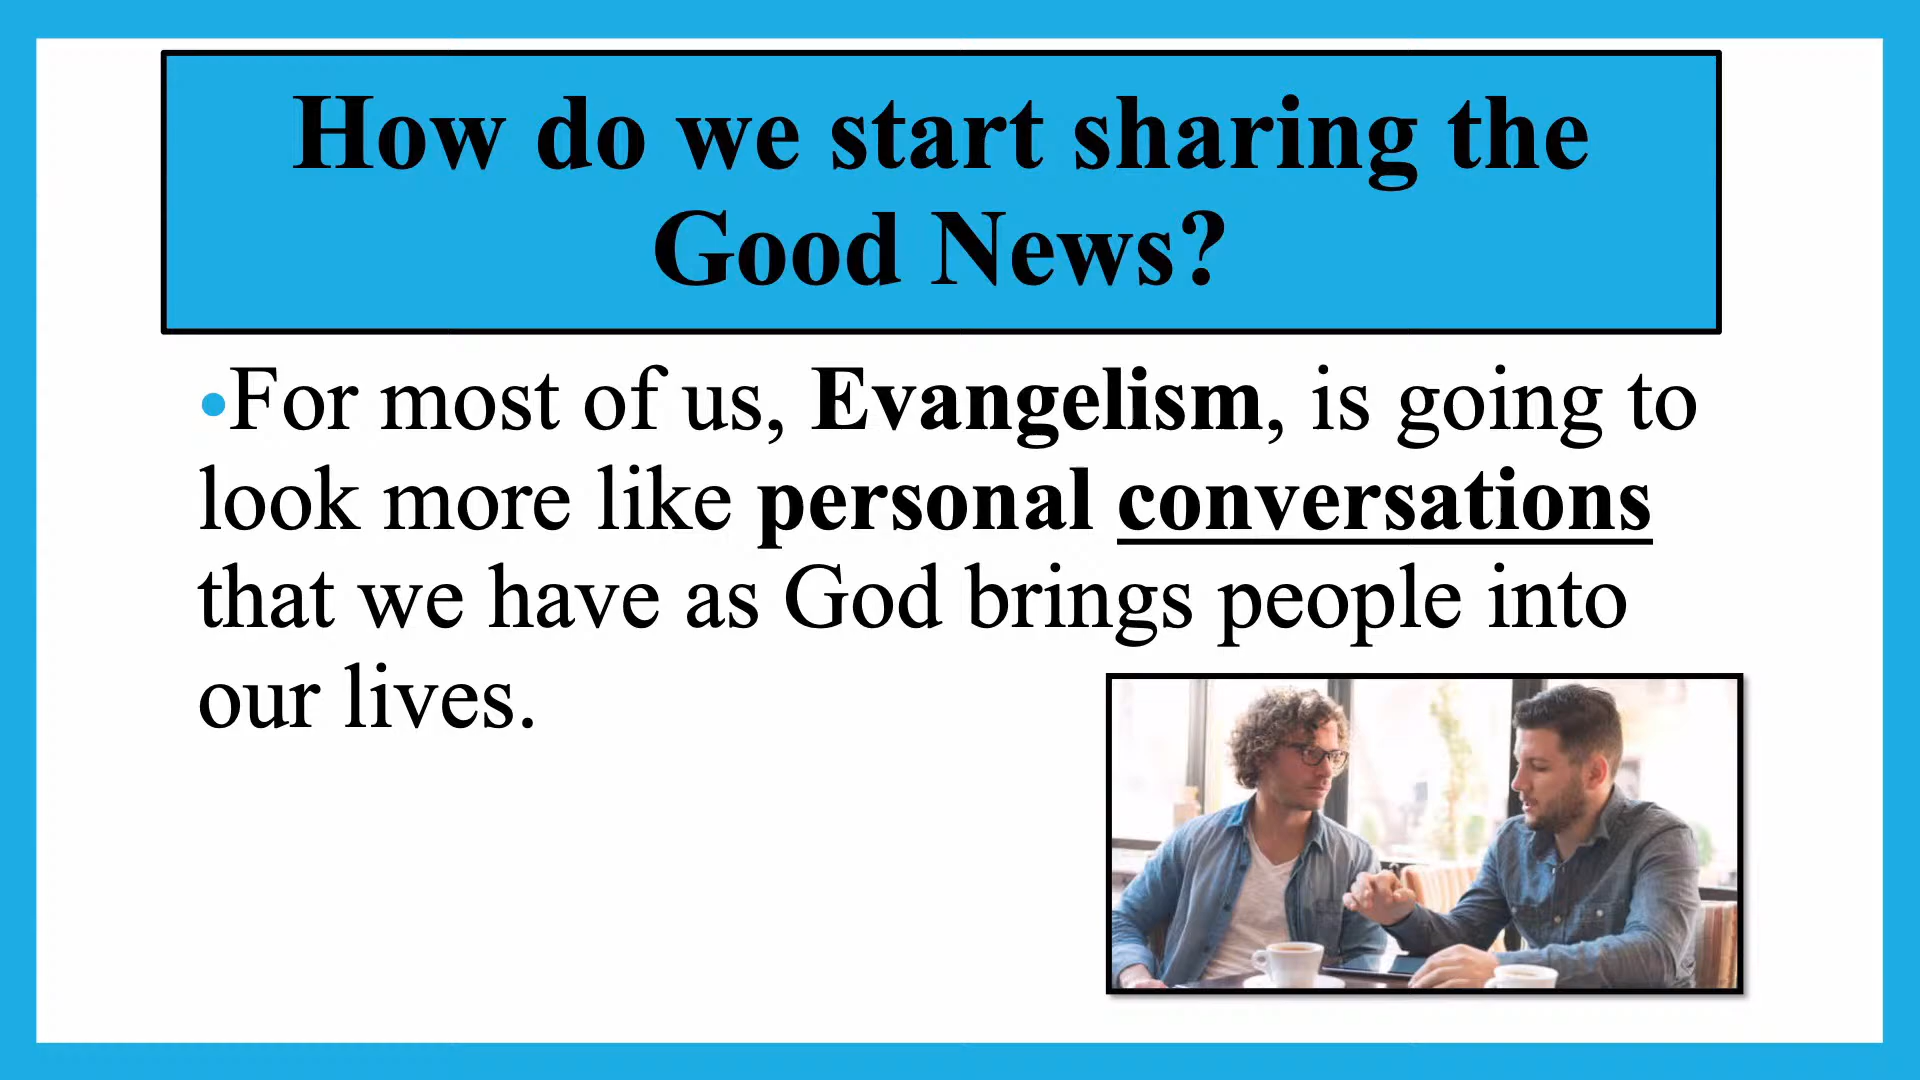 How do we start sharing the
Good News?
•For most of us, Evangelism, is going to
look more like personal conversations
that we have as God brings people into
our lives.